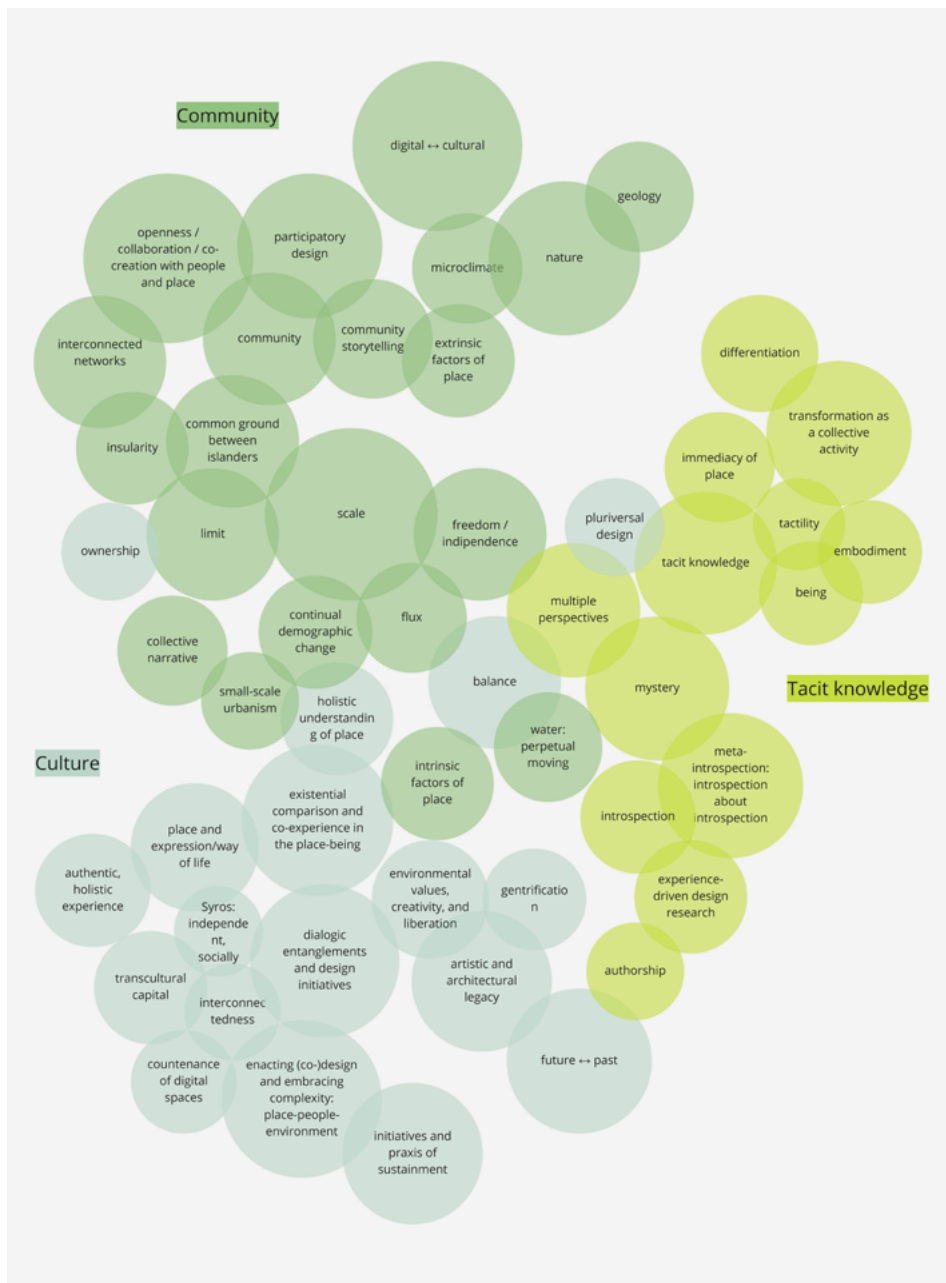 Community
digital ↔ cultural
geology
openness /
collaboration / co-
creation with people
and place
participatory
design
microclimate
nature
interconnected
networks
community
community
storytelling
extrinsic
factors of
place
differentiation
transformation as
a collective
activity
insularity
common ground
between
islanders
immediacy of
place
scale
limit
freedom /
indipendence
pluriversal
design
tactility
ownership
tacit knowledge
embodiment
being
multiple
perspectives
continual
demographic
change
flux
collective
narrative
balance
mystery
Tacit knowledge
small-scale
urbanism
holistic
understandin
g of place
water:
perpetual
moving
Culture
intrinsic
factors of
place
meta-
introspection:
introspection
about
introspection
introspection
existential
comparison and
co-experience in
the place-being
place and
expression/way
of life
authentic,
holistic
experience
environmental
values,
creativity, and
liberation
gentrificatio
n
experience-
driven design
research
Syros:
independe
nt,
socially
dialogic
entanglements
and design
initiatives
artistic and
architectural
legacy
authorship
transcultural
capital
interconnec
tedness
future ↔ past
countenance
of digital
spaces
enacting (co-)design
and embracing
complexity:
place-people-
environment
initiatives and
praxis of
sustainment